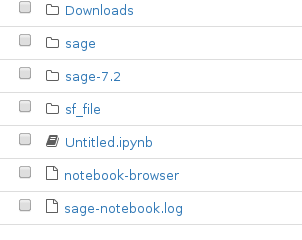 Downloads
sage
sage-7.2
sf_file
Untitled.ipynb
notebook-browser
sage-notebook.log